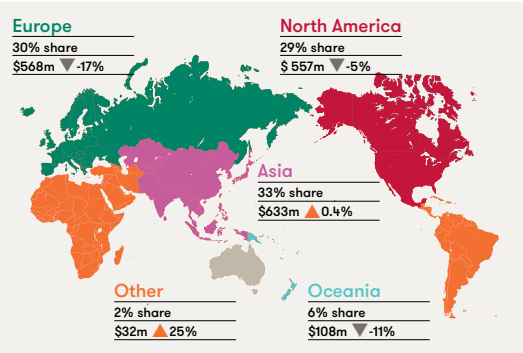 Europe
30% share
$568m ▼ -17%
North America
29% share
$ 557m ▼ -5%
Asia
33% share
$633m ▲ 0.4%
Other
2% share
$32m ▲ 25%
Oceania
6% share
$108m ▼ -11%